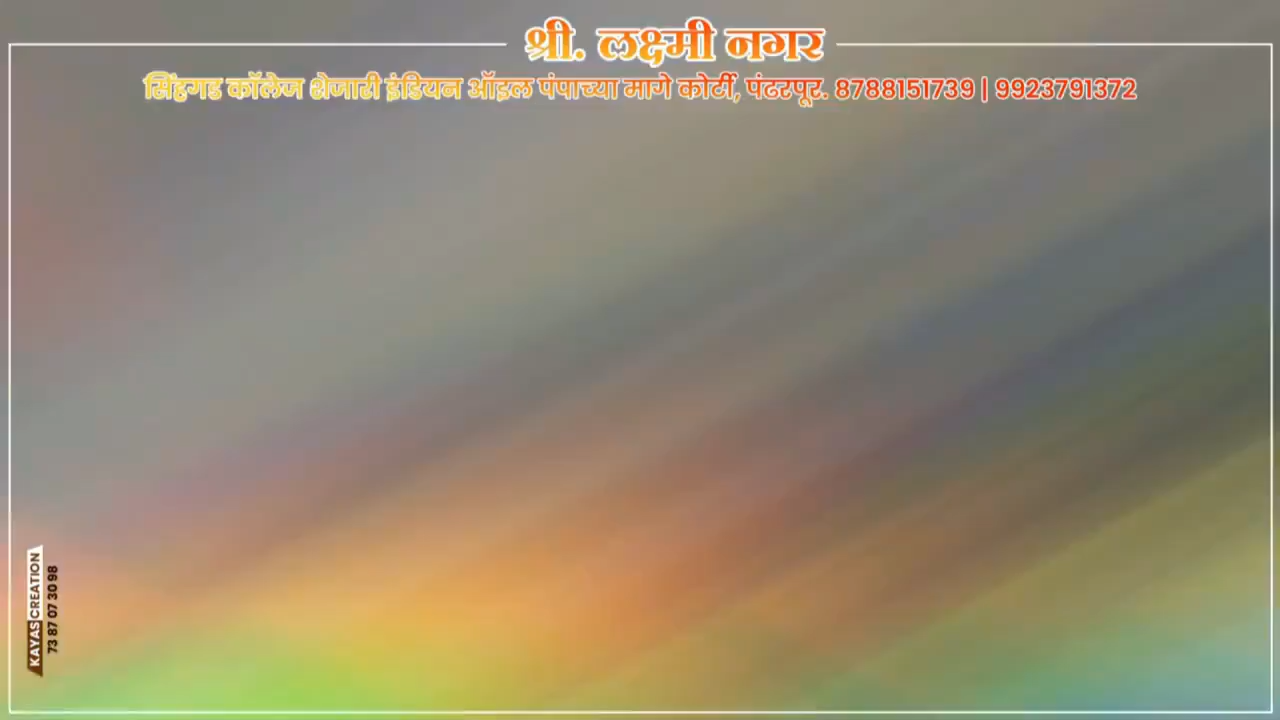 श्री. लक्ष्मी नगर
सिंहगड कॉलेज शेजारी इंडियन ऑइल पंपाच्या मागे कोर्टी, पंढरपूर. 8788151739 | 9923791372
KAYAS CREATION
73 87 07 30 98